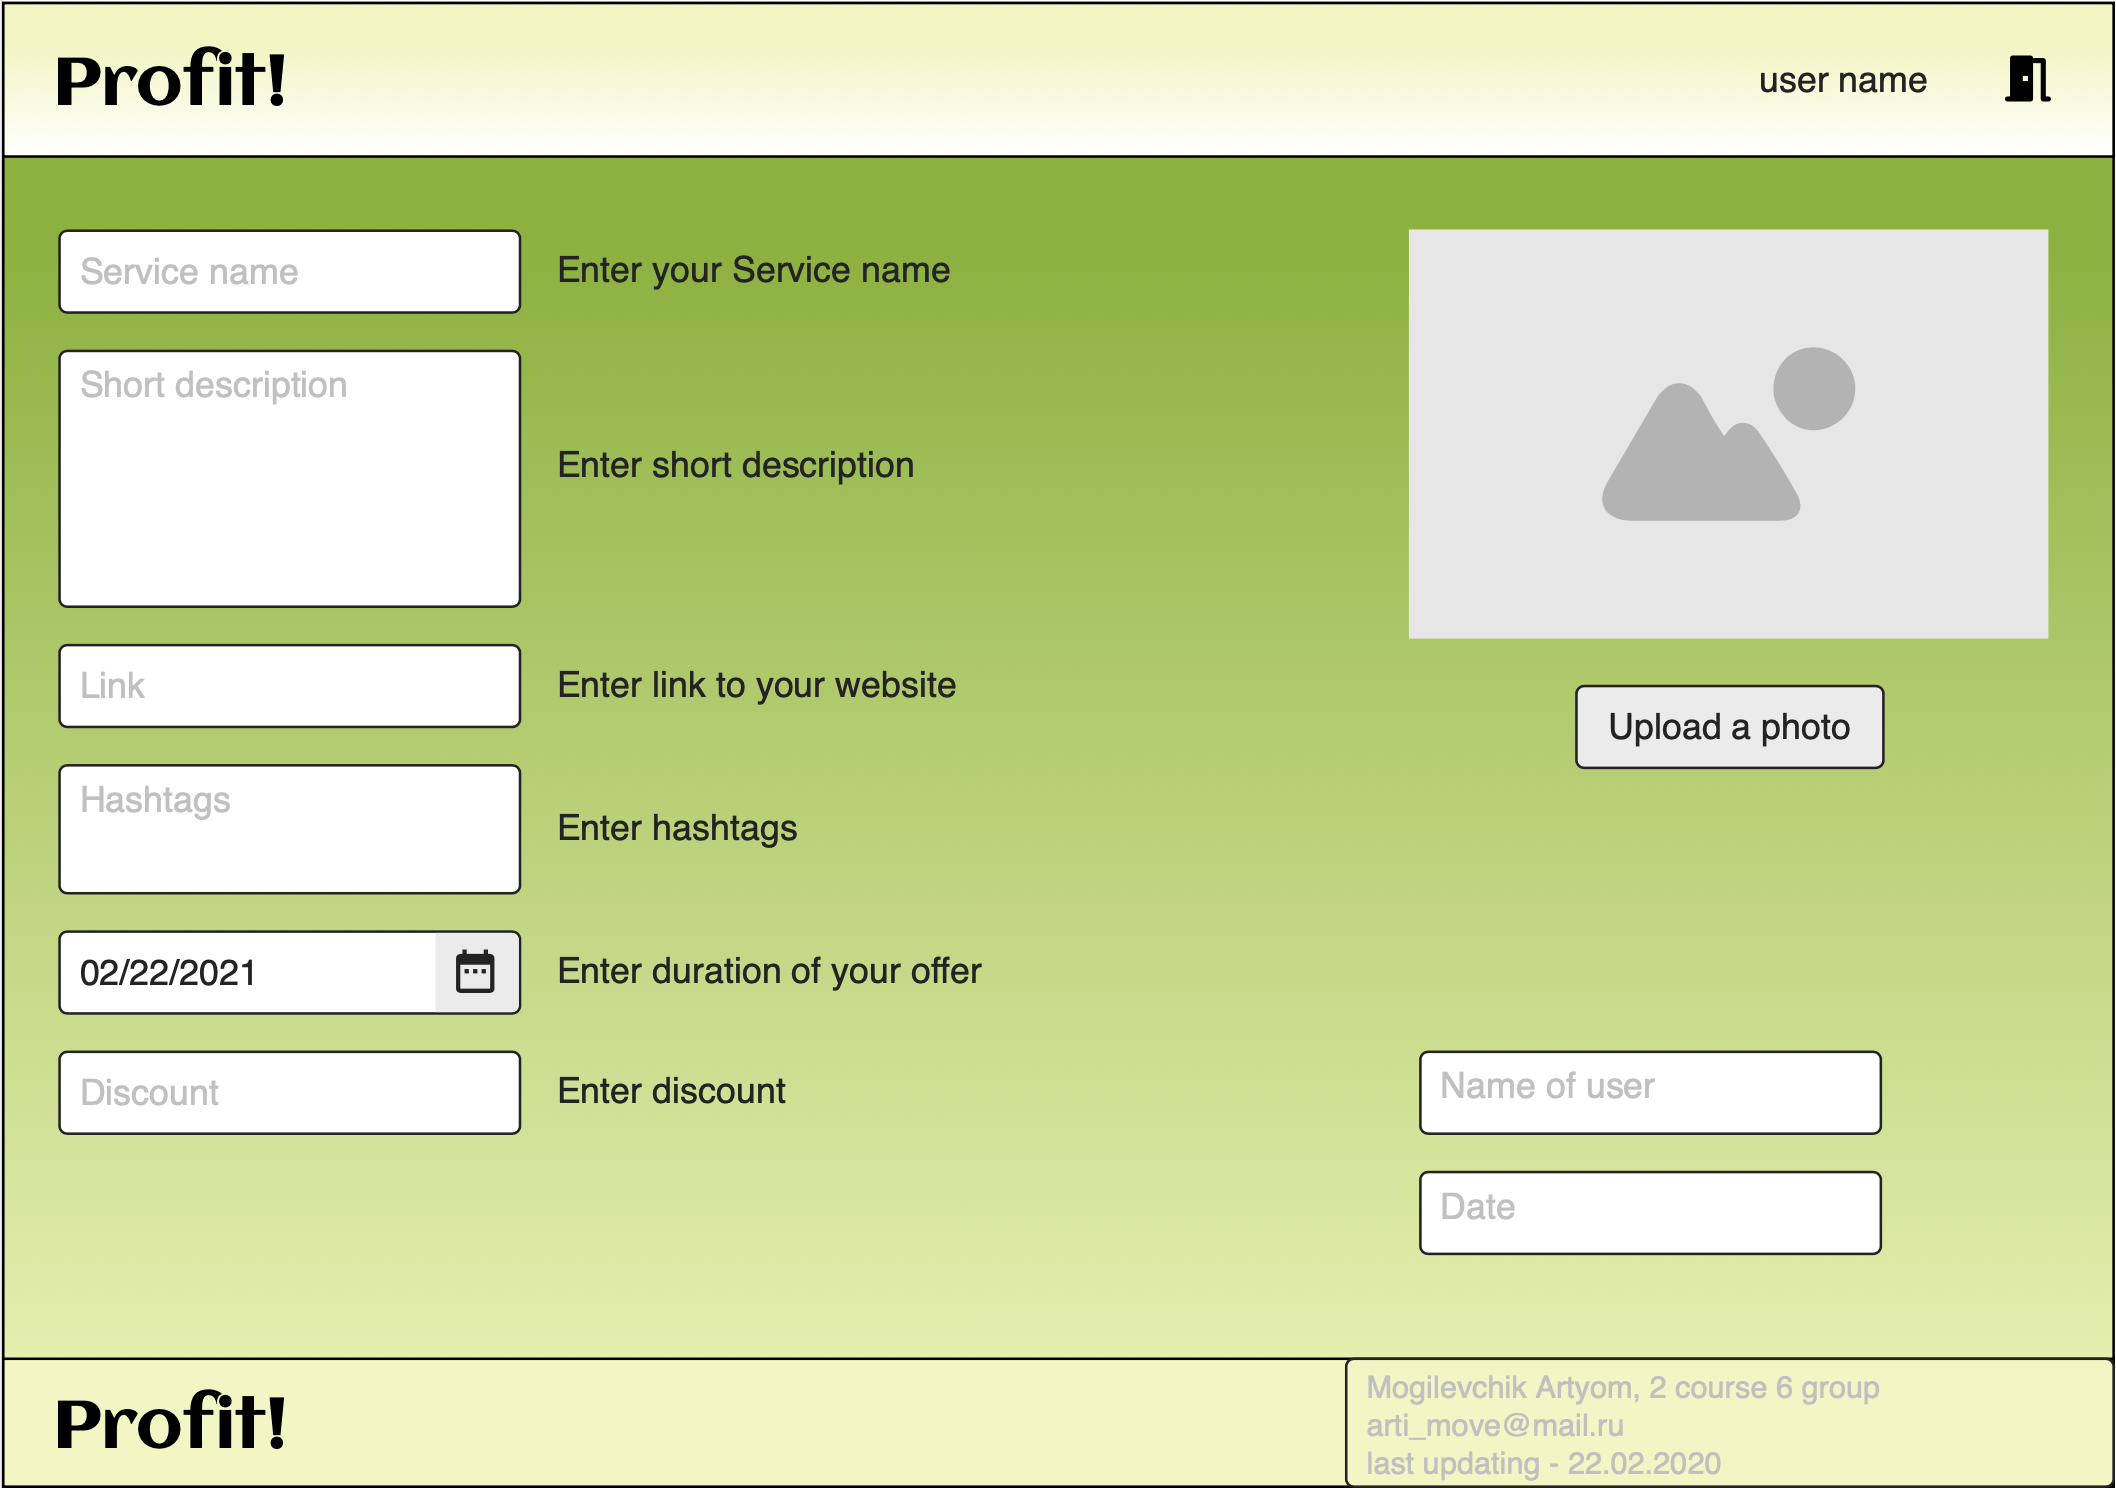 Profit!
user name
Service name
Enter your Service name
Short description
Enter short description
Link
Enter link to your website
Upload a photo
Hashtags
Enter hashtags
02/22/2021
Enter duration of your offer
Discount
Enter discount
Name of user
Date
Profit!
Mogilevchik Artyom, 2 course 6 group
arti_move@mail.ru
last updating - 22.02.2020